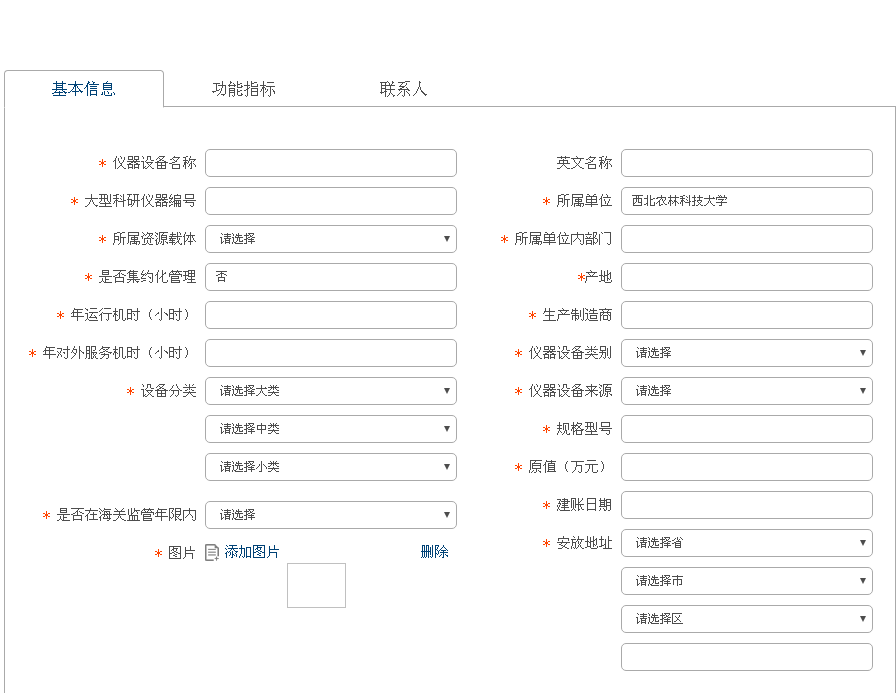 基本信息 功能指标 联系人
* 仪器设备名称 英文名称
* 大型科研仪器编号 * 所属单位 西北农林科技大学
* 所属资源载体 请选择 * 所属单位内部门
* 是否集约化管理 否 *产地
* 年运行机时（小时） * 生产制造商
* 年对外服务机时（小时） * 仪器设备类别 请选择
* 设备分类 请选择大类 * 仪器设备来源 请选择
请选择中类 * 规格型号
请选择小类 * 原值（万元）
* 建账日期
* 是否在海关监管年限内 请选择
* 安放地址 请选择省
* 图片 添加图片 删除
请选择市
请选择区